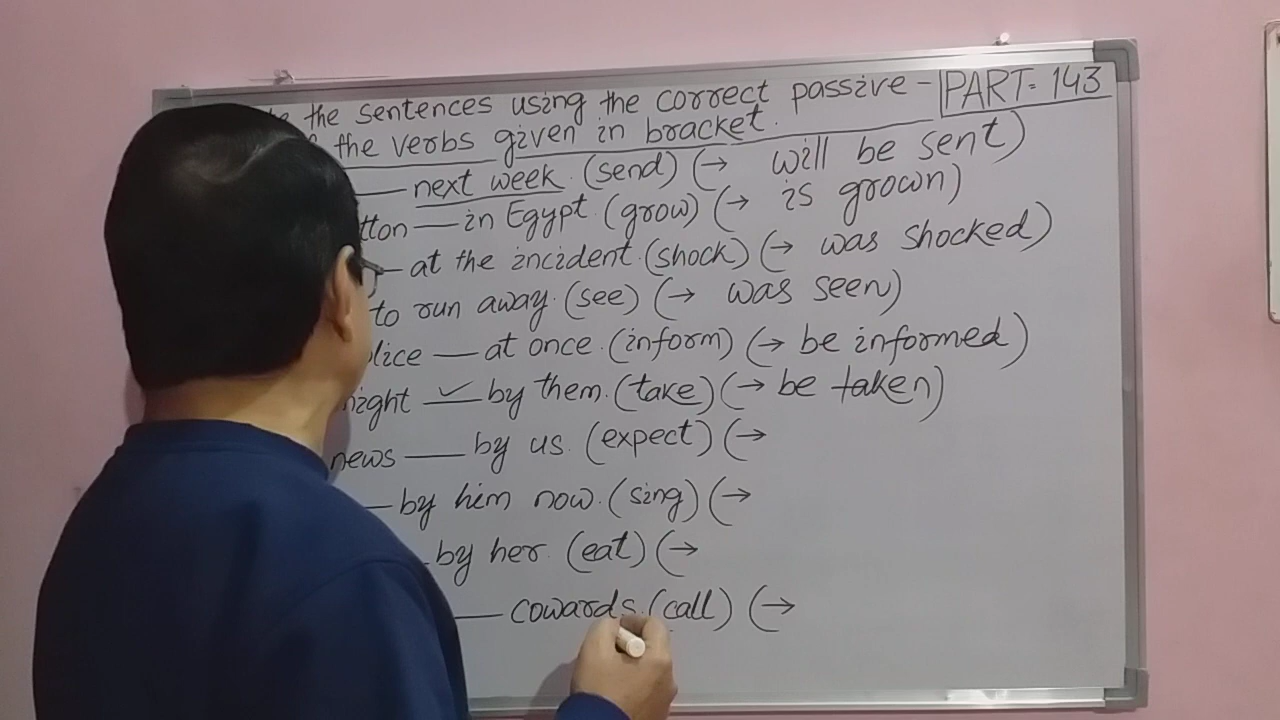 the sentences using the correct passive - PART- 143
the verbs given in bracket.
next week. (send) (→ will be sent)
tton — in Egypt. (grow) (→ is grown)
— at the incident. (shock) (→ was shocked)
to run away. (see) (→ was seen)
lice — at once. (inform) (→ be informed)
night — by them. (take) (→ be taken)
news — by us. (expect) (→
— by him now. (sing) (→
by her. (eat) (→
— cowards. (call) (→